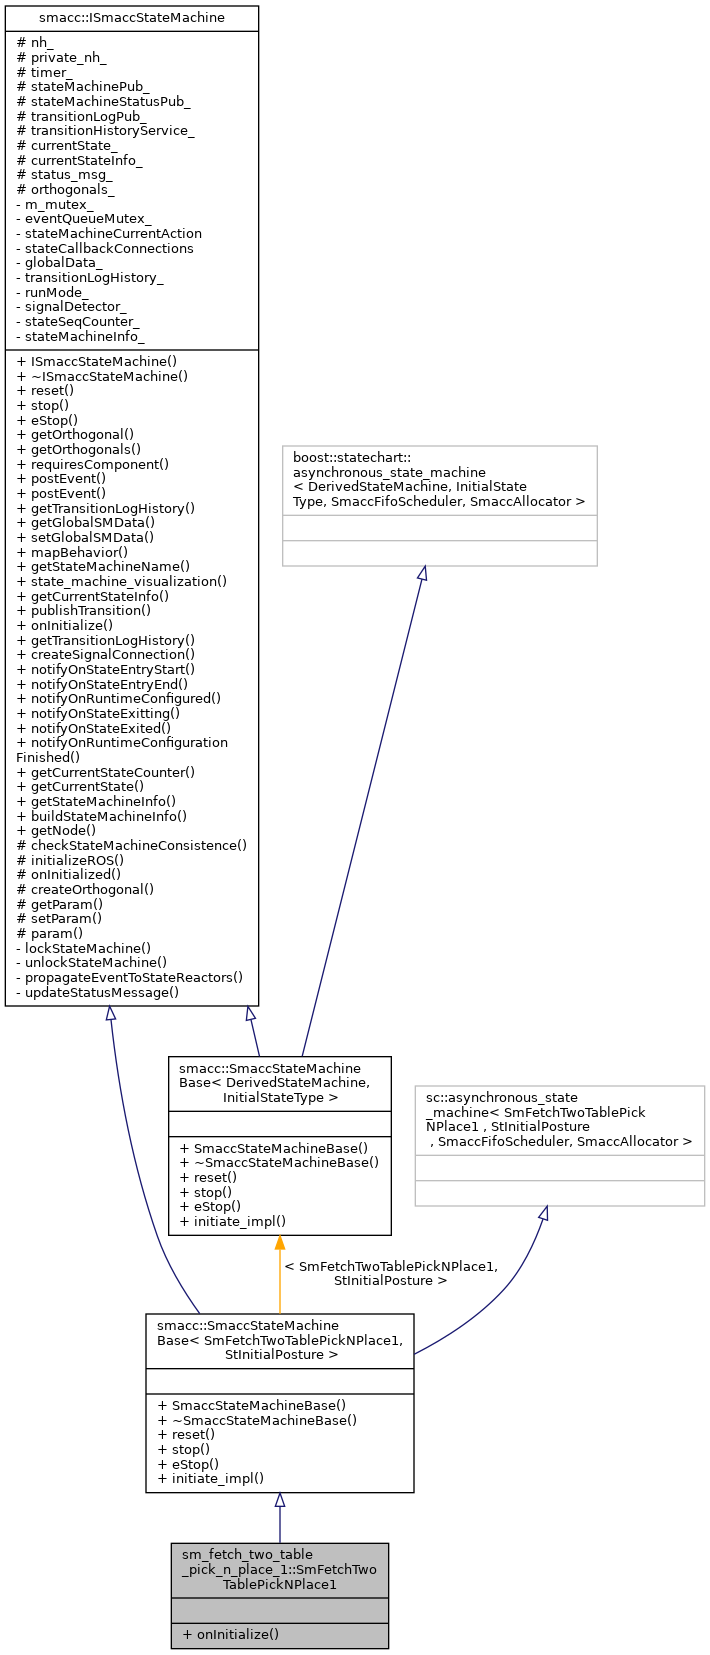 smacc::ISmaccStateMachine
# nh_
# private_nh_
# timer_
# stateMachinePub_
# stateMachineStatusPub_
# transitionLogPub_
# transitionHistoryService_
# currentState_
# currentStateInfo_
# status_msg_
# orthogonals_
- m_mutex_
- eventQueueMutex_
- stateMachineCurrentAction
- stateCallbackConnections
- globalData_
- transitionLogHistory_
- runMode_
- signalDetector_
- stateSeqCounter_
- stateMachineInfo_
+ ISmaccStateMachine()
+ ~ISmaccStateMachine()
+ reset()
+ stop()
+ eStop()
+ getOrthogonal()
+ getOrthogonals()
+ requiresComponent()
+ postEvent()
+ postEvent()
+ getTransitionLogHistory()
+ getGlobalSMData()
+ setGlobalSMData()
+ mapBehavior()
+ getStateMachineName()
+ state_machine_visualization()
+ getCurrentStateInfo()
+ publishTransition()
+ onInitialize()
+ getTransitionLogHistory()
+ createSignalConnection()
+ notifyOnStateEntryStart()
+ notifyOnStateEntryEnd()
+ notifyOnRuntimeConfigured()
+ notifyOnStateExitting()
+ notifyOnStateExited()
+ notifyOnRuntimeConfiguration
Finished()
+ getCurrentStateCounter()
+ getCurrentState()
+ getStateMachineInfo()
+ buildStateMachineInfo()
+ getNode()
# checkStateMachineConsistence()
# initializeROS()
# onInitialized()
# createOrthogonal()
# getParam()
# setParam()
# param()
- lockStateMachine()
- unlockStateMachine()
- propagateEventToStateReactors()
- updateStatusMessage()
boost::statechart::
asynchronous_state_machine
< DerivedStateMachine, InitialState
Type, SmaccFifoScheduler, SmaccAllocator >
smacc::SmaccStateMachine
Base< DerivedStateMachine,
InitialStateType >
+ SmaccStateMachineBase()
+ ~SmaccStateMachineBase()
+ reset()
+ stop()
+ eStop()
+ initiate_impl()
sc::asynchronous_state
_machine< SmFetchTwoTablePick
NPlace1 , StInitialPosture
, SmaccFifoScheduler, SmaccAllocator >
< SmFetchTwoTablePickNPlace1,
StInitialPosture >
smacc::SmaccStateMachine
Base< SmFetchTwoTablePickNPlace1,
StInitialPosture >
+ SmaccStateMachineBase()
+ ~SmaccStateMachineBase()
+ reset()
+ stop()
+ eStop()
+ initiate_impl()
sm_fetch_two_table
_pick_n_place_1::SmFetchTwo
TablePickNPlace1
+ onInitialize()